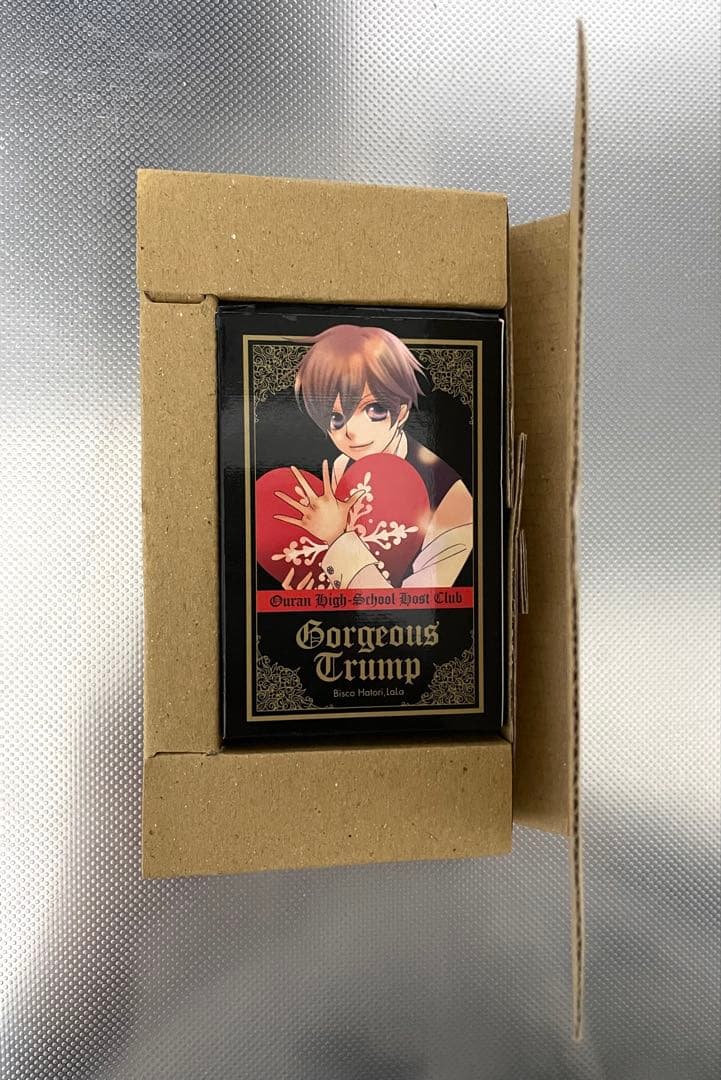 Ouran High-School Host Club
Gorgeous
Trump
Bisco Hatori,LaLa